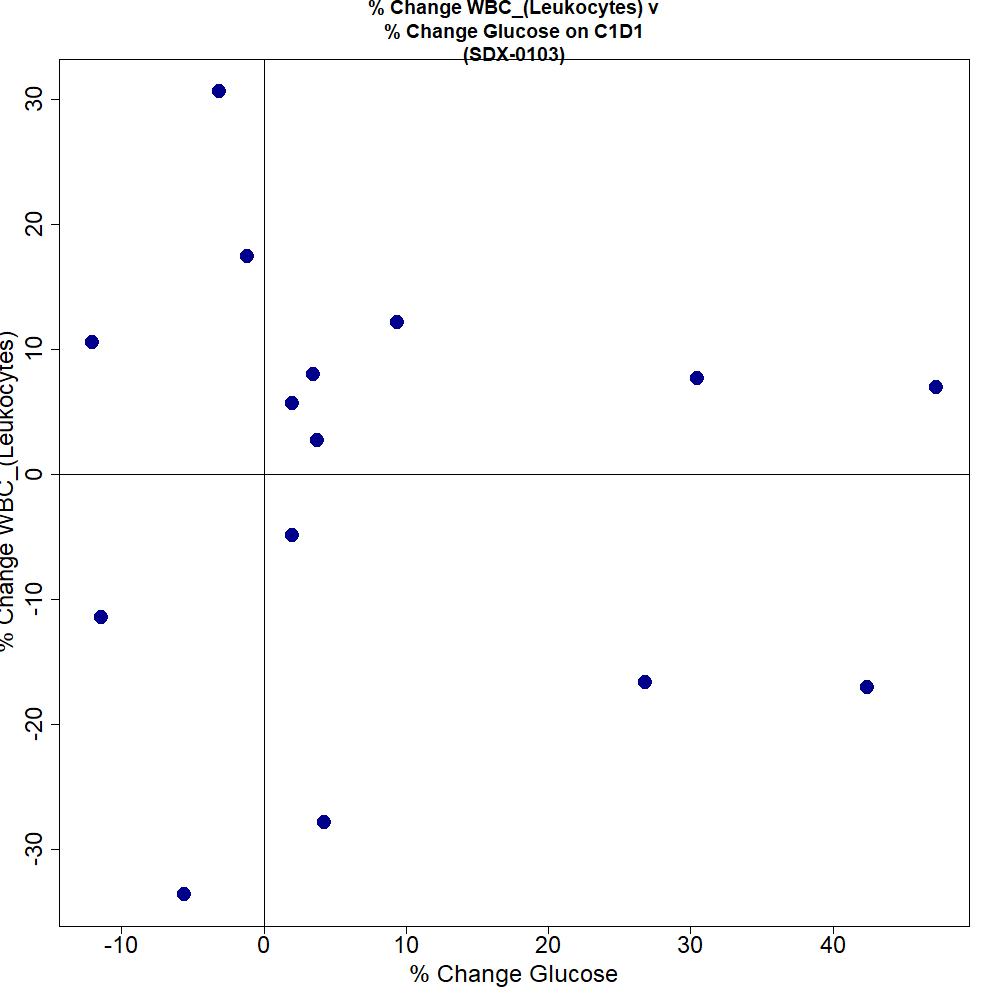 % Change WBC_(Leukocytes) v
% Change Glucose on C1D1
(SDX-0103)
% Change WBC_(Leukocytes)
30
20
10
0
-10
-20
-30
-10
0
10
20
30
40
% Change Glucose